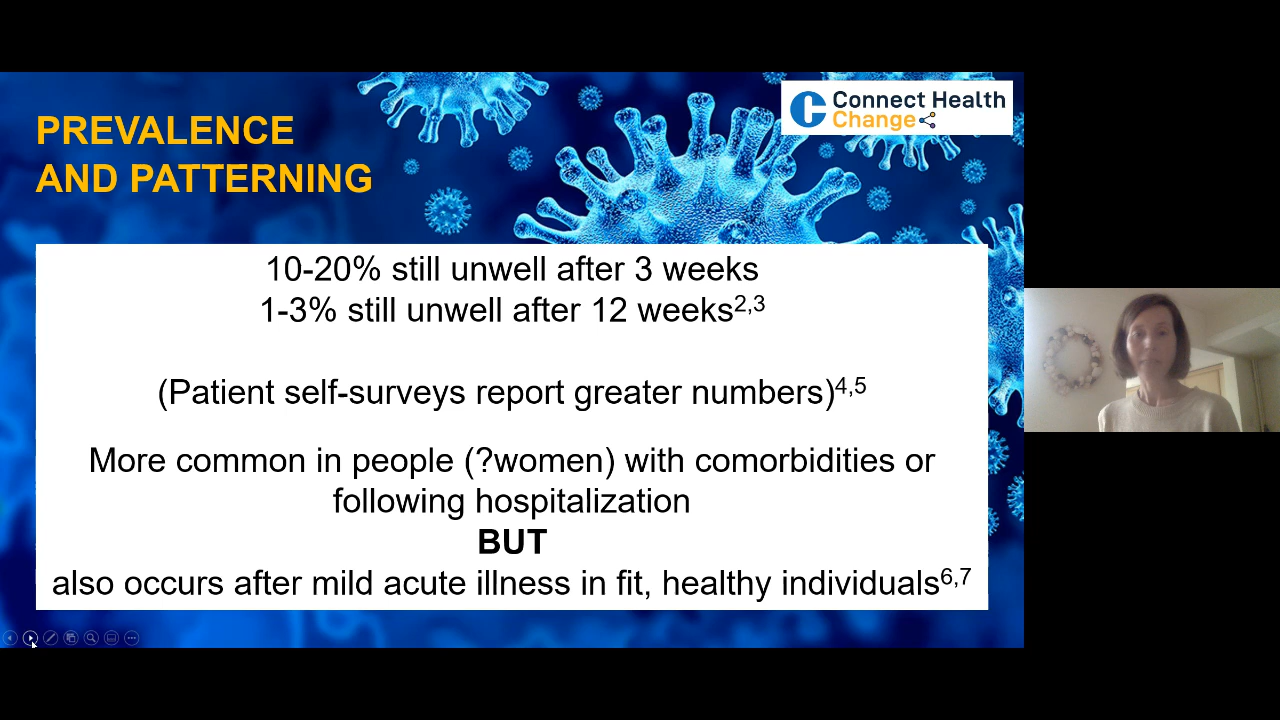 Connect Health
Change
PREVALENCE
AND PATTERNING
10-20% still unwell after 3 weeks
1-3% still unwell after 12 weeks2,3
(Patient self-surveys report greater numbers)4,5
More common in people (?women) with comorbidities or
following hospitalization
BUT
also occurs after mild acute illness in fit, healthy individuals6,7